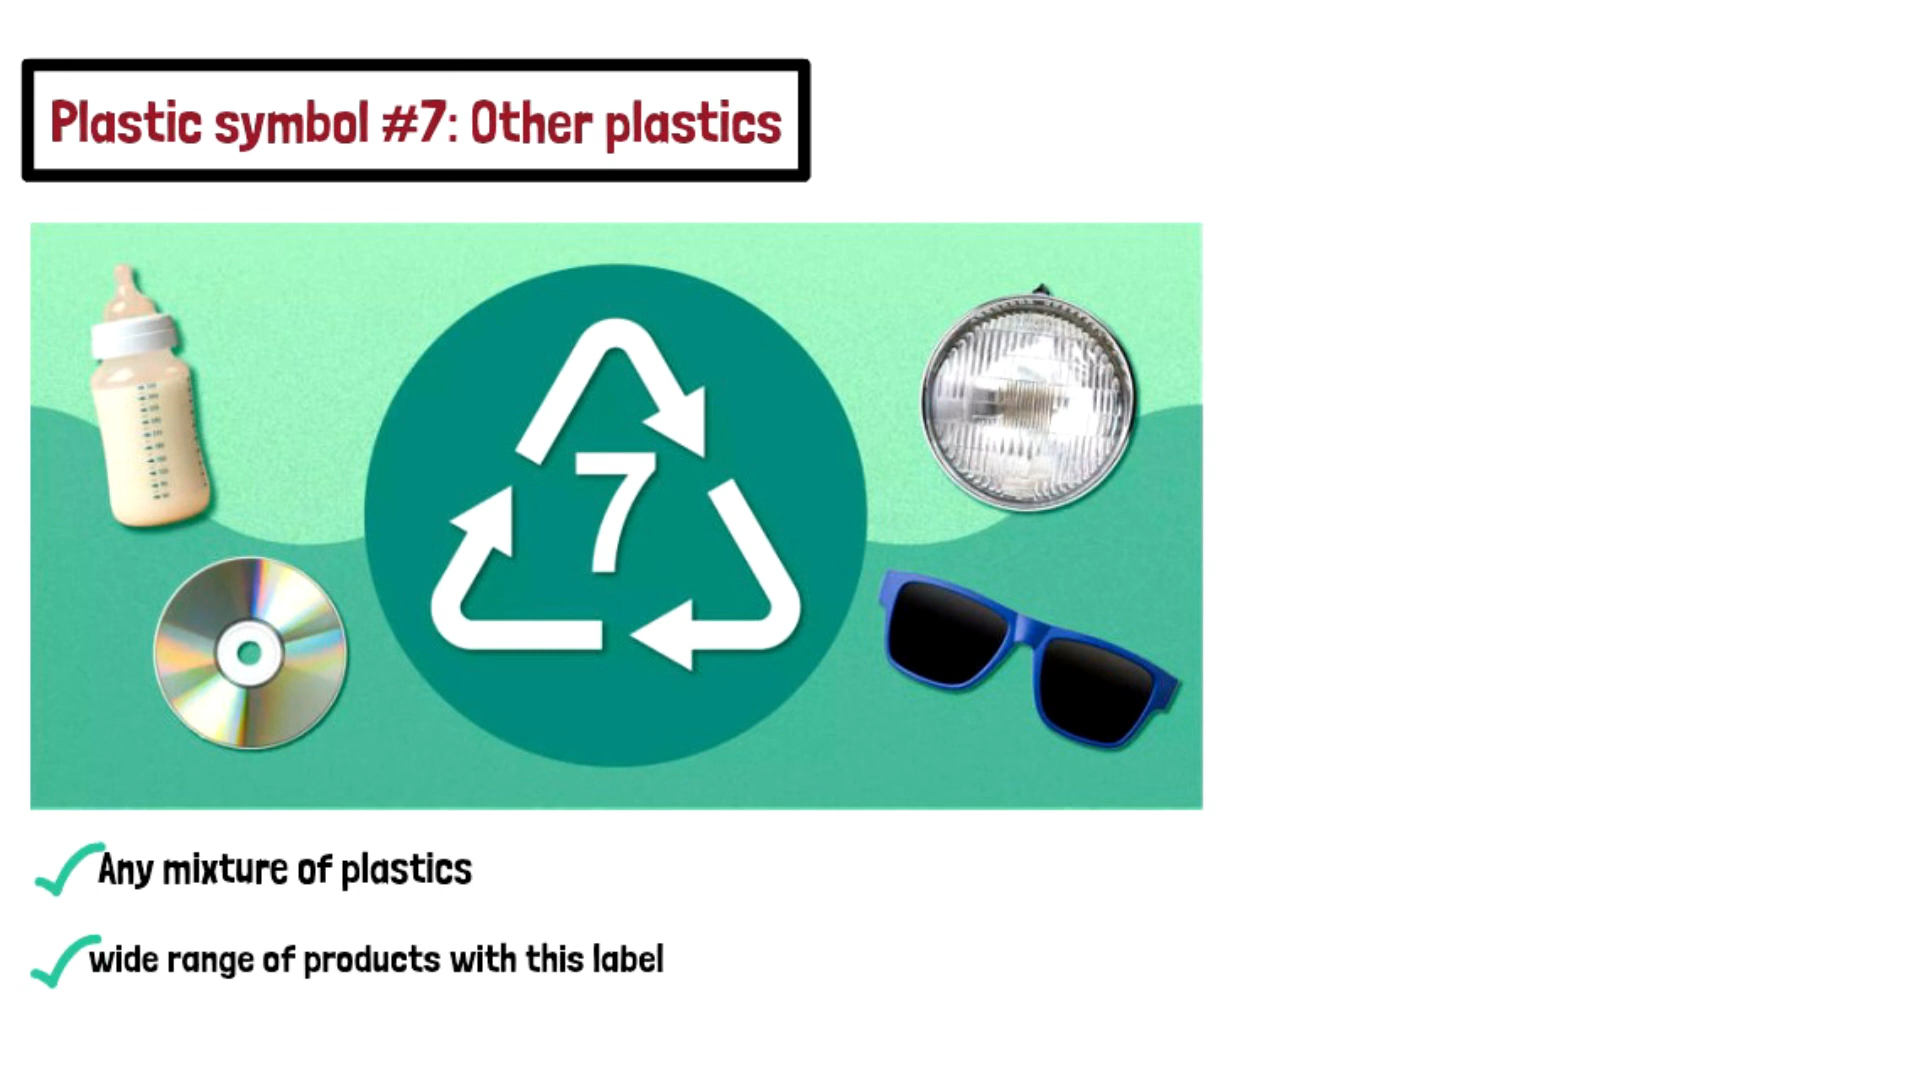 Plastic symbol #7: Other plastics
7
Any mixture of plastics
wide range of products with this label